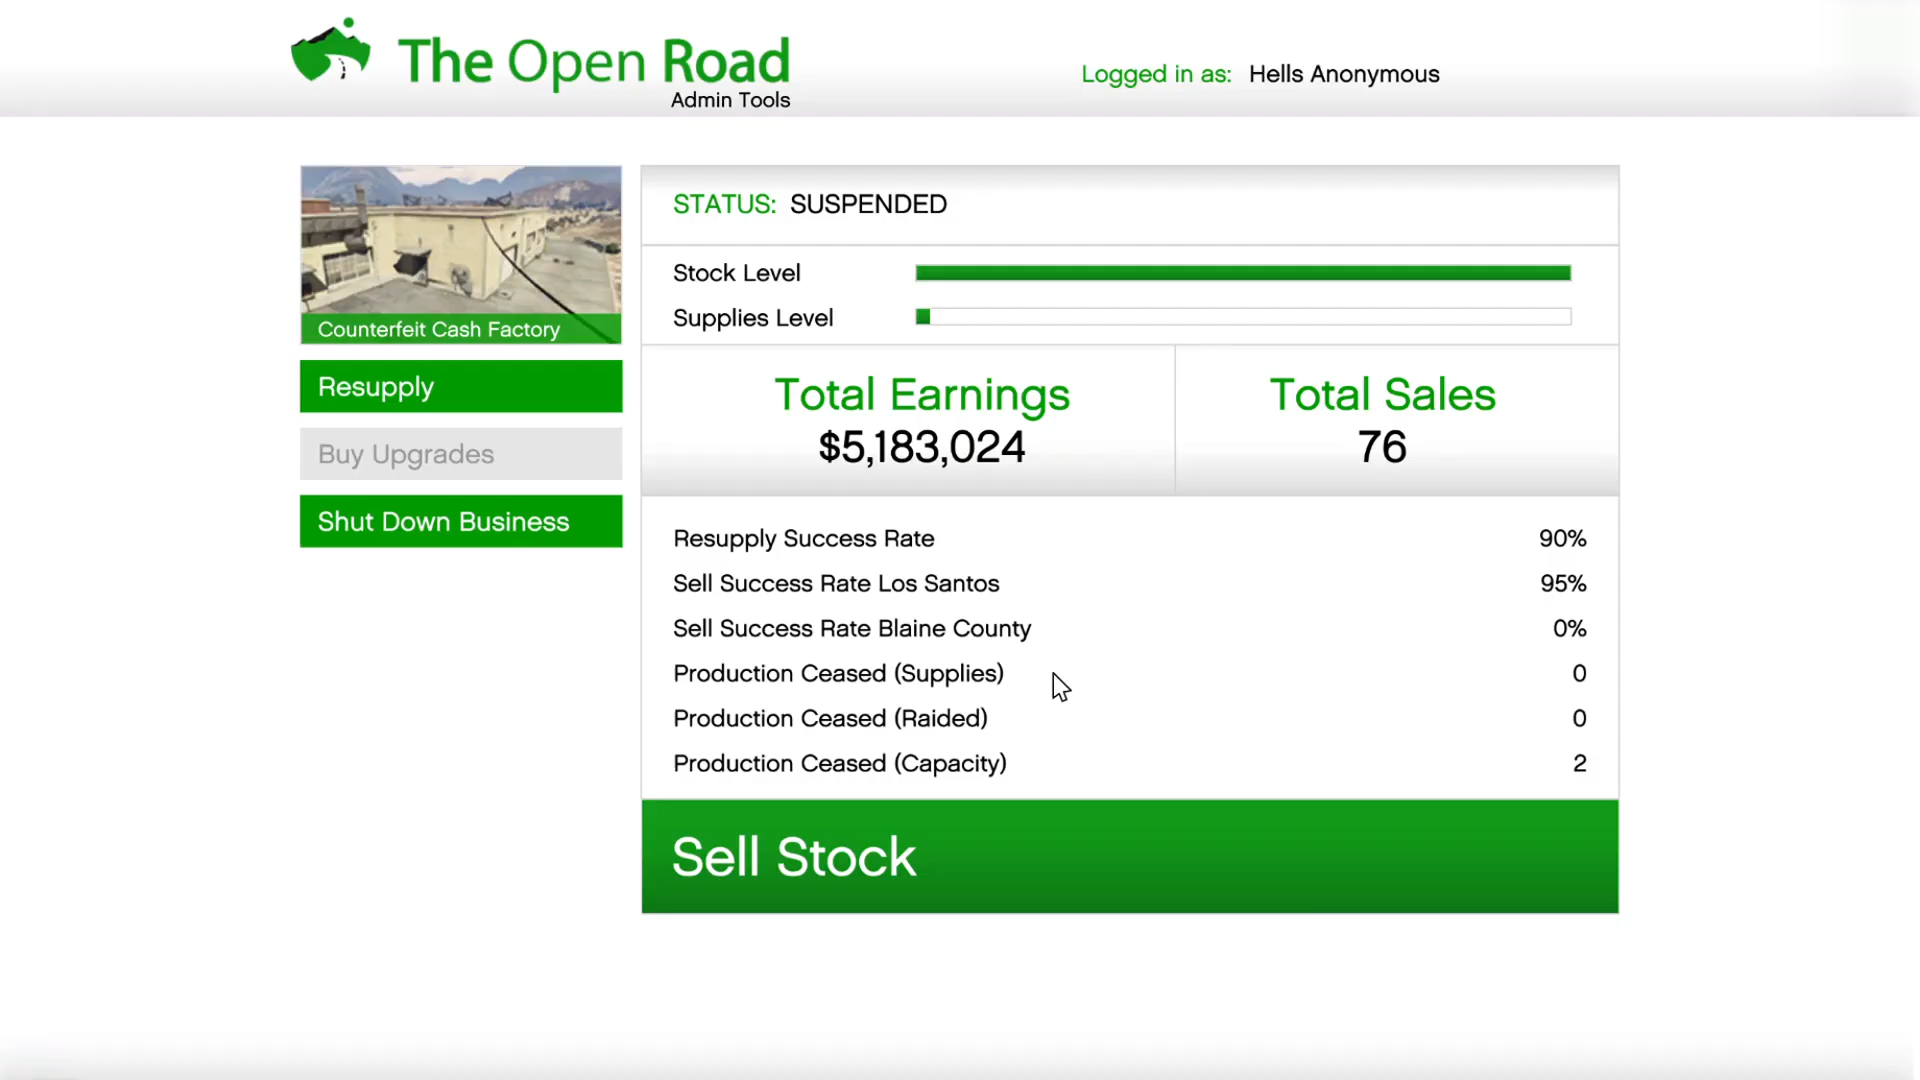 The Open Road
Admin Tools
Logged in as: Hells Anonymous
Counterfeit Cash Factory
Resupply
Buy Upgrades
Shut Down Business
STATUS: SUSPENDED
Stock Level
Supplies Level
Total Earnings
$5,183,024
Total Sales
76
Resupply Success Rate 90%
Sell Success Rate Los Santos 95%
Sell Success Rate Blaine County 0%
Production Ceased (Supplies) 0
Production Ceased (Raided) 0
Production Ceased (Capacity) 2
Sell Stock